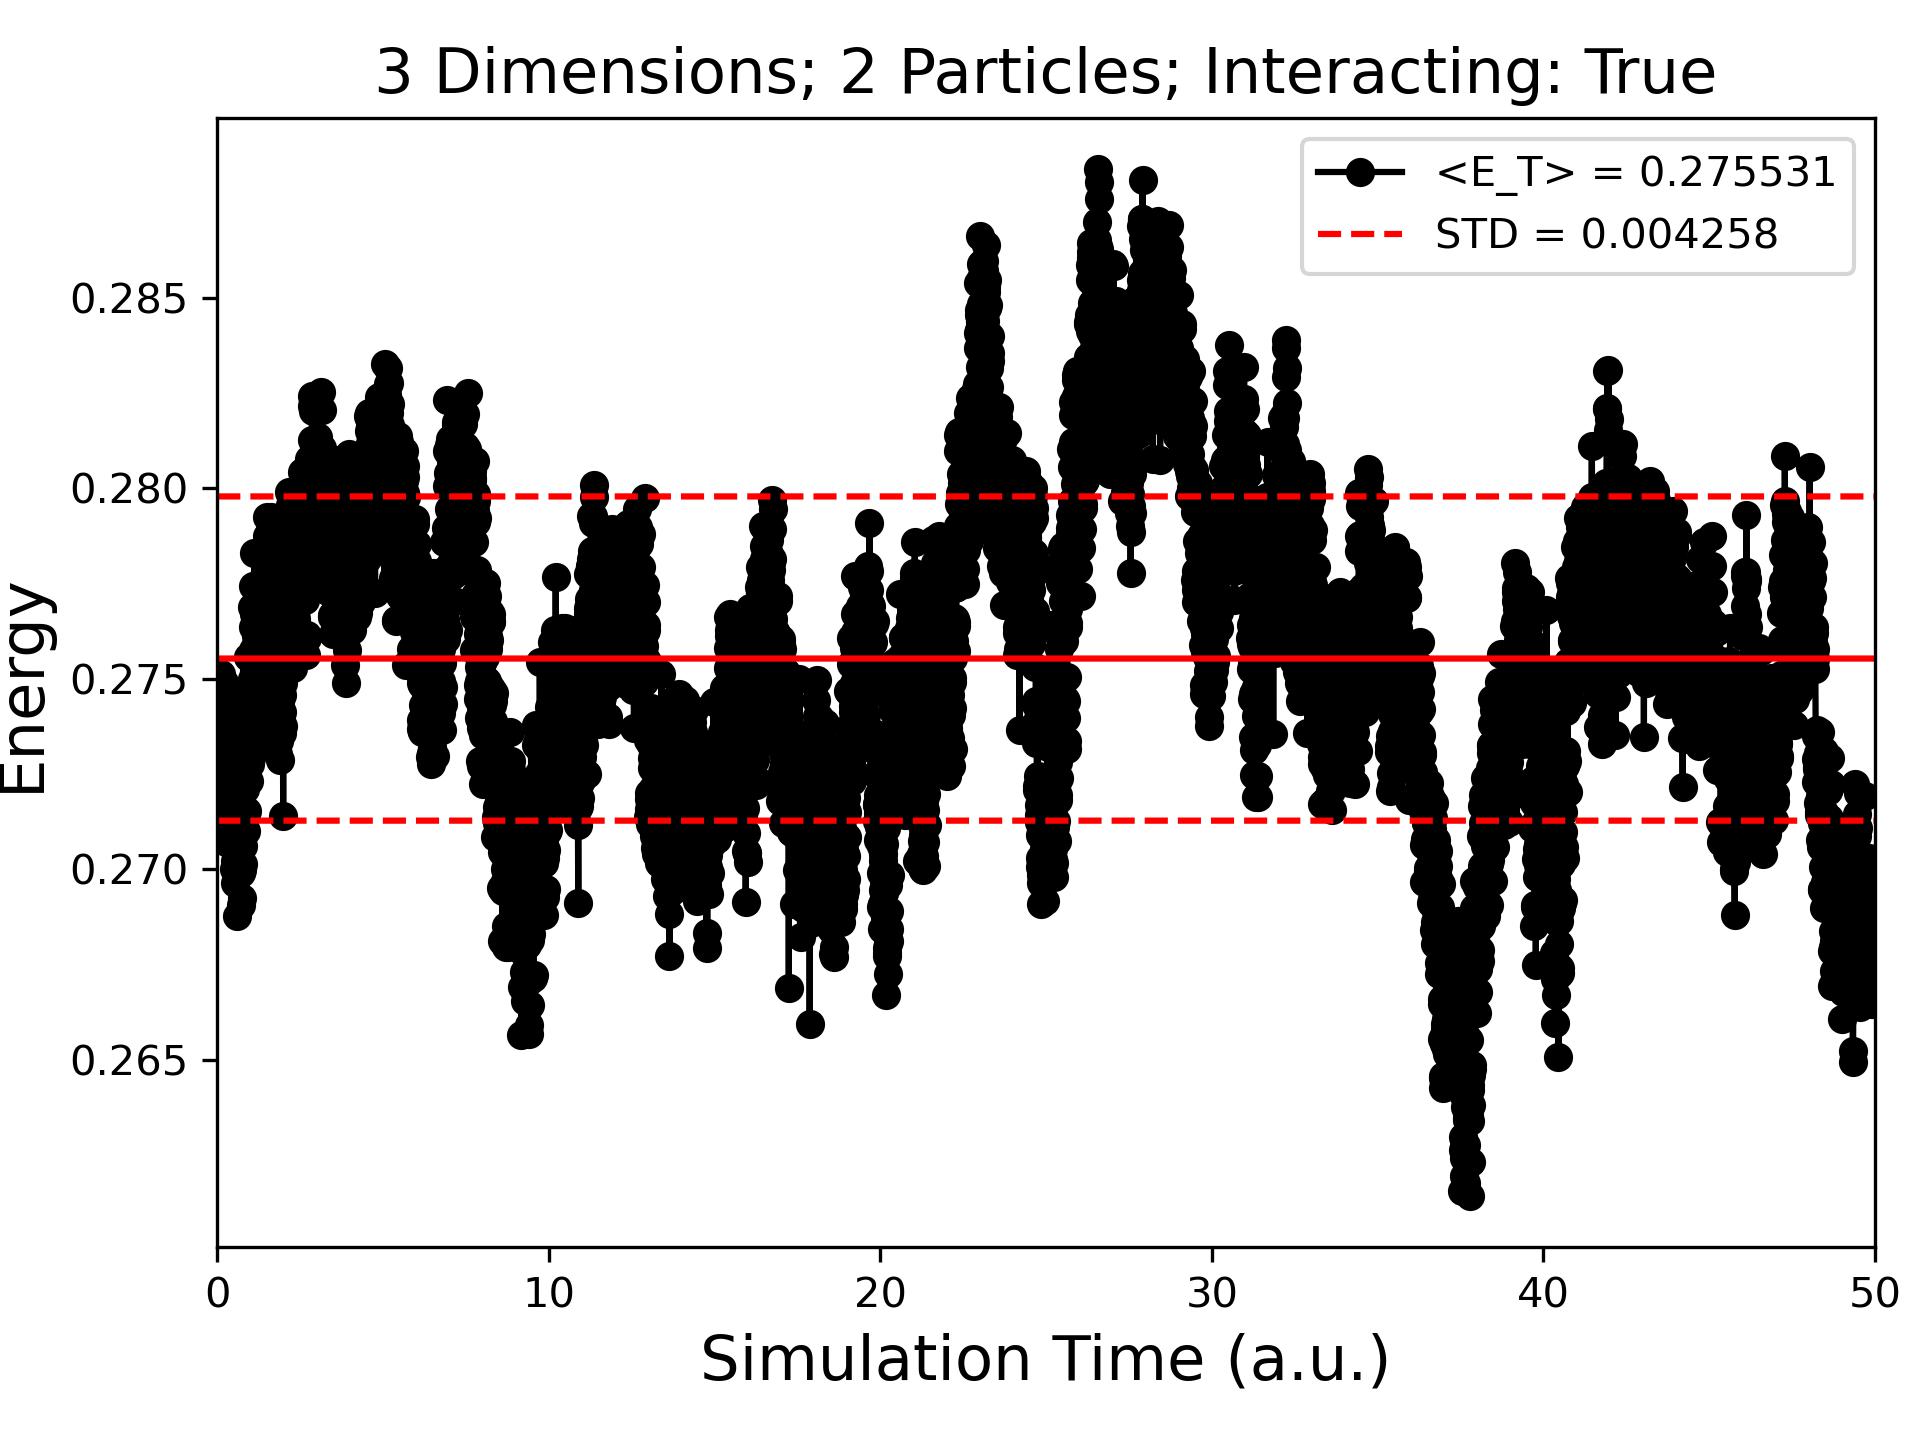 3 Dimensions; 2 Particles; Interacting: True
<E_T> = 0.275531
STD = 0.004258
Energy
0.285
0.280
0.275
0.270
0.265
0
10
20
30
40
50
Simulation Time (a.u.)